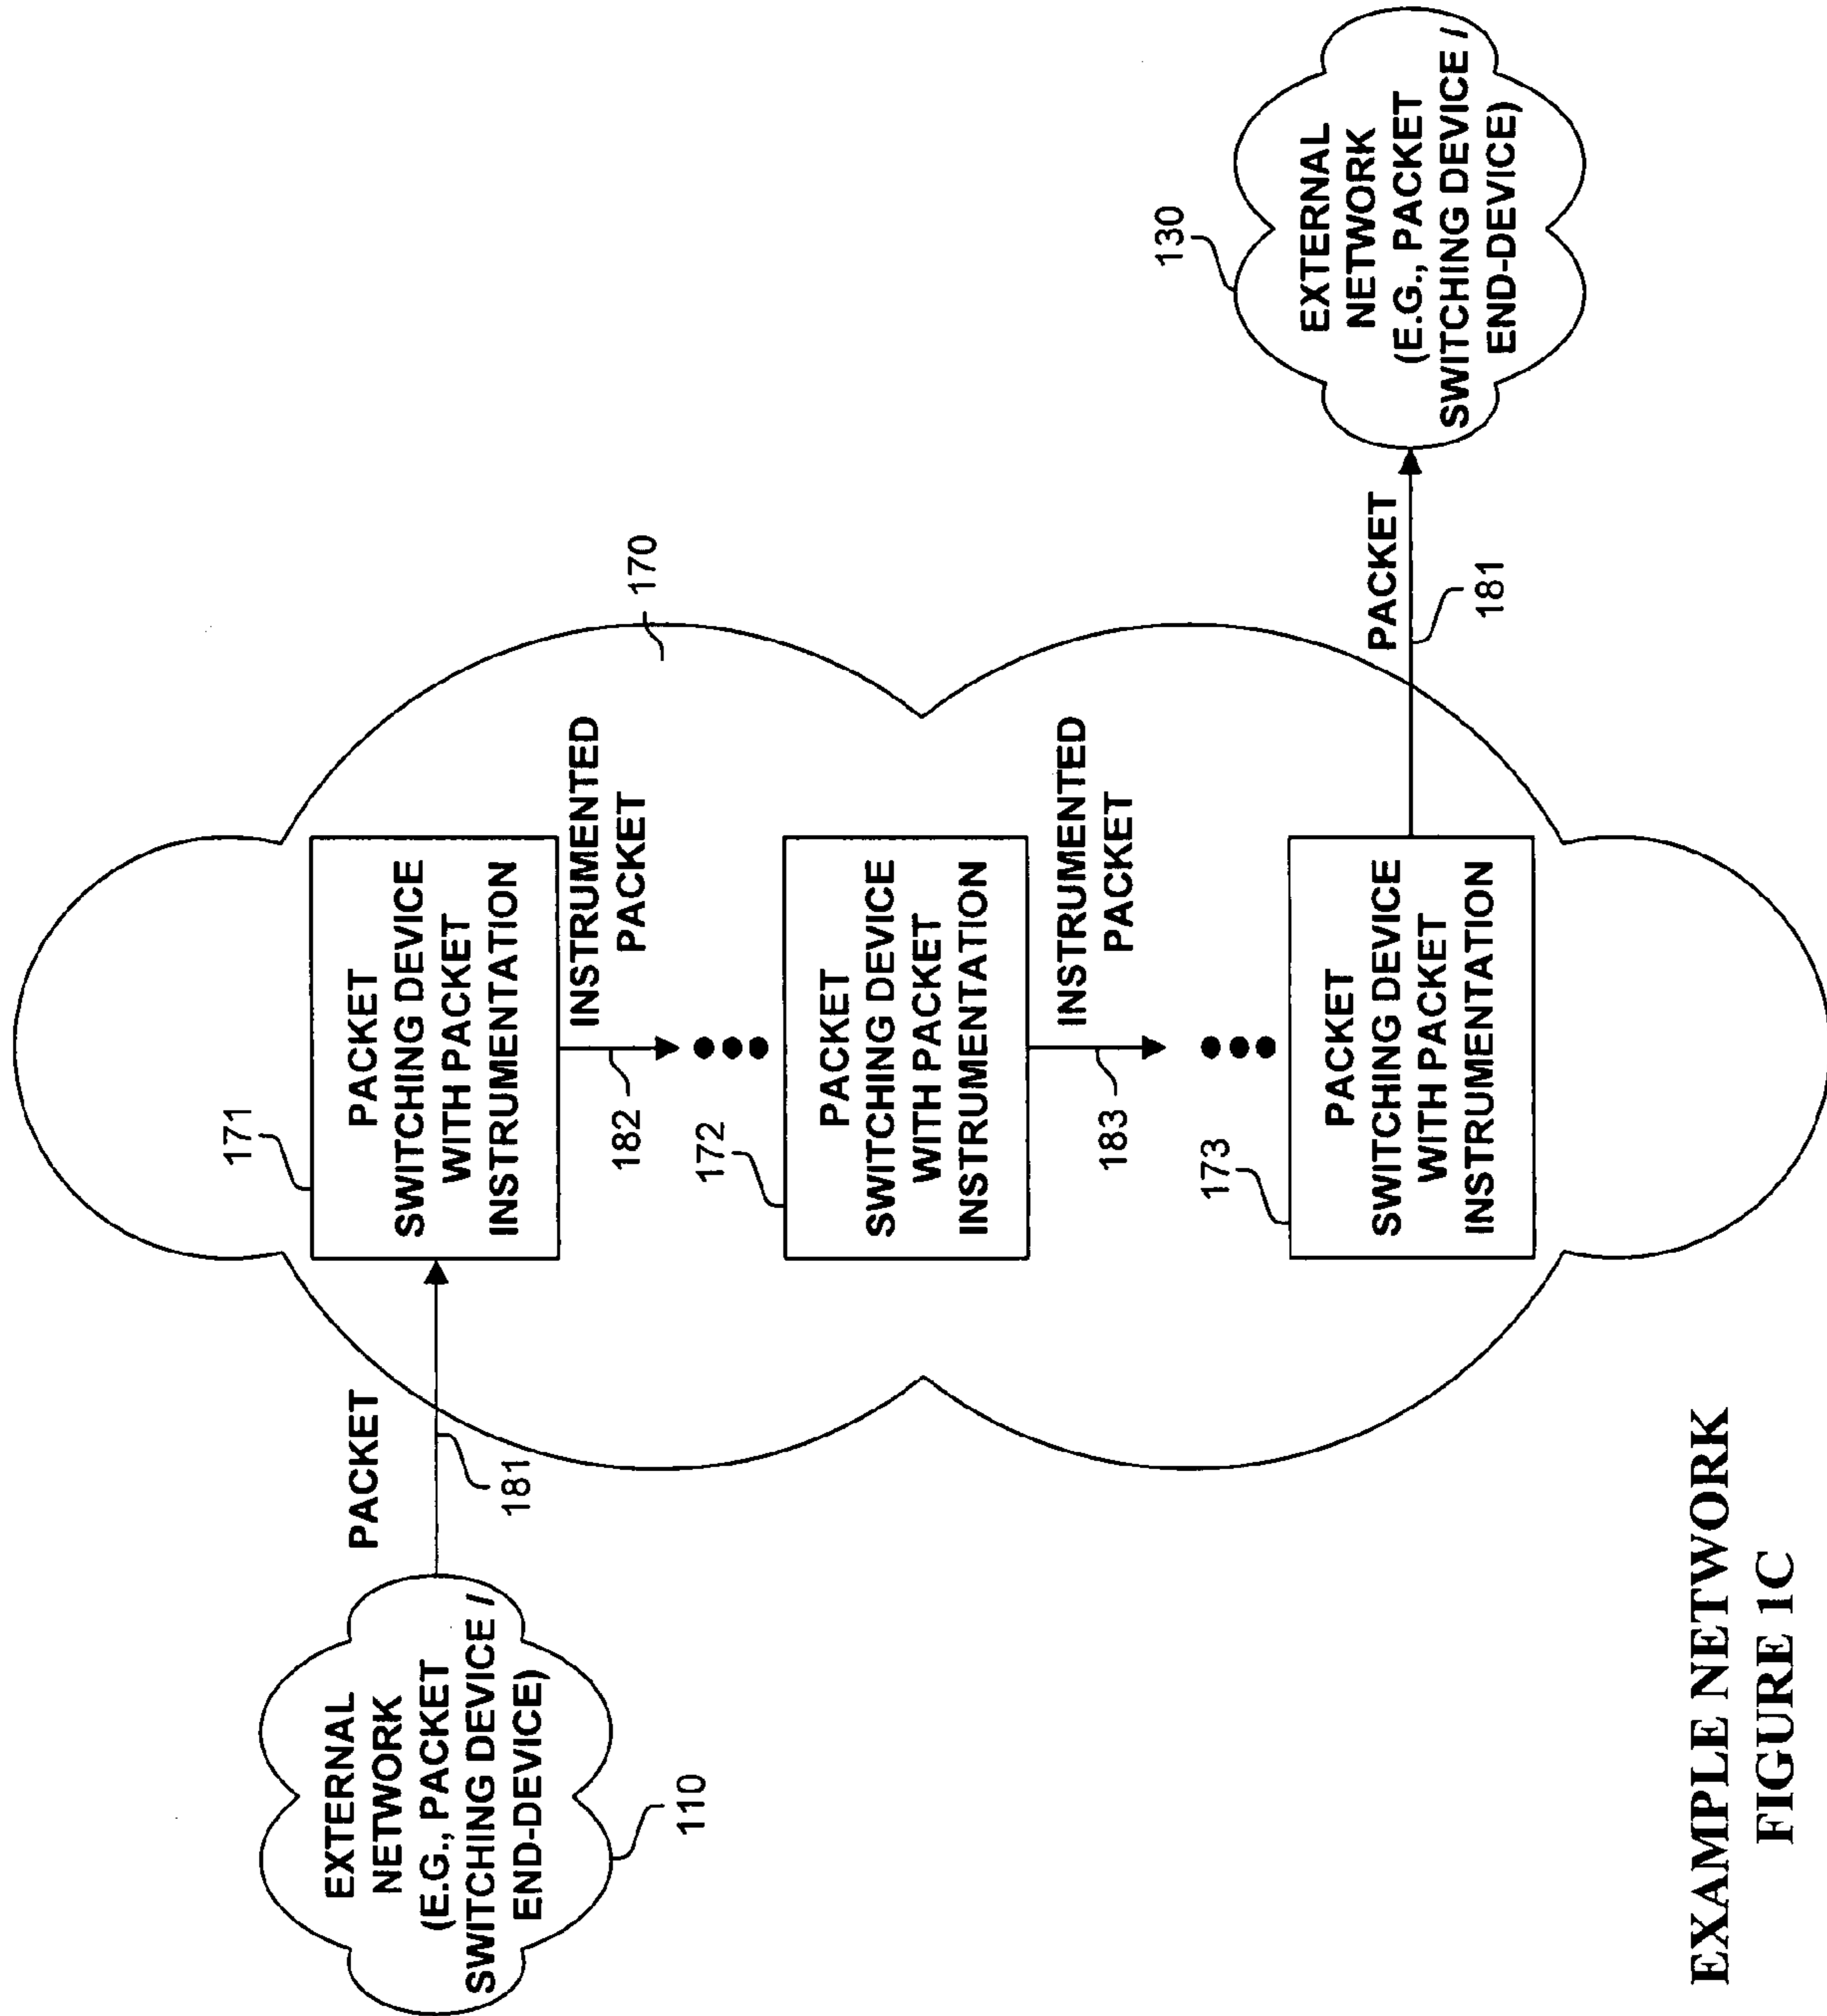 EXTERNAL
NETWORK
(E.G., PACKET
SWITCHING DEVICE /
END-DEVICE)
110
PACKET
181
171
PACKET
SWITCHING DEVICE
WITH PACKET
INSTRUMENTATION
182
INSTRUMENTED
PACKET
170
172
PACKET
SWITCHING DEVICE
WITH PACKET
INSTRUMENTATION
183
INSTRUMENTED
PACKET
173
PACKET
SWITCHING DEVICE
WITH PACKET
INSTRUMENTATION
PACKET
181
130
EXTERNAL
NETWORK
(E.G., PACKET
SWITCHING DEVICE /
END-DEVICE)
EXAMPLE NETWORK
FIGURE 1C